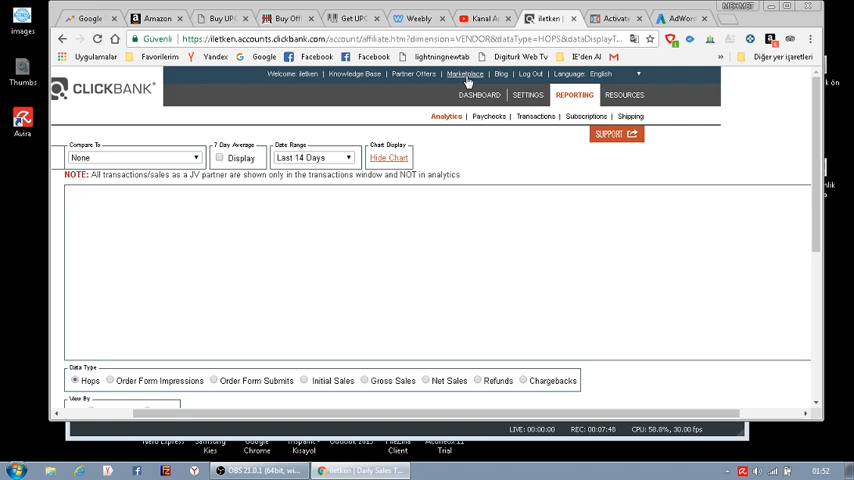 images
Thumbs
Avira
MEHMET
Google
Amazon
Buy UPC
Buy Offi
Get UPC
Weebly
Kanal Ar
iletken |
Activate
AdWord
Güvenli
https://iletken.accounts.clickbank.com/account/affiliate.htm?dimension=VENDOR&dataType=HOPS&dataDisplayT...
Uygulamalar
Favorilerim
Yandex
Google
Facebook
Facebook
lightningnewtab
Digiturk Web Tv
IE'den Al
»
Diğer yer işaretleri
Welcome: iletken | Knowledge Base | Partner Offers | Marketplace | Blog | Log Out | Language: English
CLICKBANK®
DASHBOARD
SETTINGS
REPORTING
RESOURCES
Analytics | Paychecks | Transactions | Subscriptions | Shipping
SUPPORT
Compare To
None
7 Day Average
Display
Date Range
Last 14 Days
Chart Display
Hide Chart
NOTE: All transactions/sales as a JV partner are shown only in the transactions window and NOT in analytics
Data Type
Hops
Order Form Impressions
Order Form Submits
Initial Sales
Gross Sales
Net Sales
Refunds
Chargebacks
View By
LIVE: 00:00:00
REC: 00:07:48
CPU: 58.8%, 30.00 fps
Nero Express
Samsung Kies
Google Chrome
Hisayol
Outlook 2013
FileZilla Client
Acunetix 11 Trial
OBS 21.0.1 (64bit, wi...
iletken | Daily Sales T...
01:52